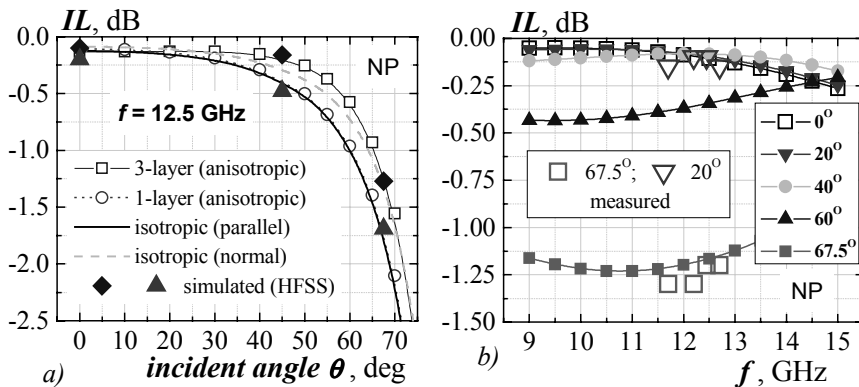 IL, dB
0.0
-0.5
-1.0
-1.5
-2.0
-2.5
NP
f = 12.5 GHz
3-layer (anisotropic)
1-layer (anisotropic)
isotropic (parallel)
isotropic (normal)
simulated (HFSS)
0 10 20 30 40 50 60 70
a)
incident angle θ, deg
IL, dB
0.00
-0.25
-0.50
-0.75
-1.00
-1.25
-1.50
0°
20°
40°
60°
67.5°
67.5°; 20°
measured
NP
9 10 11 12 13 14 15
b)
f, GHz